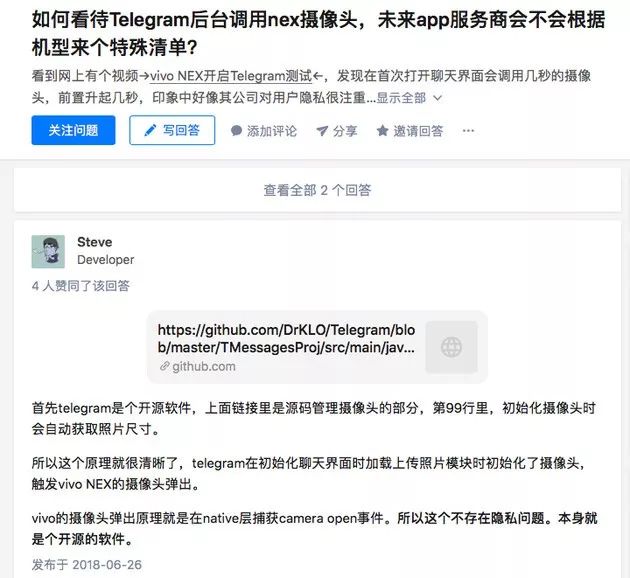 如何看待Telegram后台调用nex摄像头，未来app服务商会不会根据
机型来个特殊清单？
看到网上有个视频→vivo NEX开启Telegram测试←，发现在首次打开聊天界面会调用几秒的摄像
头，前置升起几秒，印象中好像其公司对用户隐私很注重...显示全部
关注问题 写回答 添加评论 分享 邀请回答 ···
查看全部 2 个回答
Steve
Developer
4 人赞同了该回答
https://github.com/DrKLO/Telegram/blo
b/master/TMessagesProj/src/main/jav...
github.com
首先telegram是个开源软件，上面链接里是源码管理摄像头的部分，第99行里，初始化摄像头时
会自动获取照片尺寸。
所以这个原理就很清晰了，telegram在初始化聊天界面时加载上传照片模块时初始化了摄像头，
触发vivo NEX的摄像头弹出。
vivo的摄像头弹出原理就是在native层捕获camera open事件。所以这个不存在隐私问题。本身就
是个开源的软件。
发布于 2018-06-26